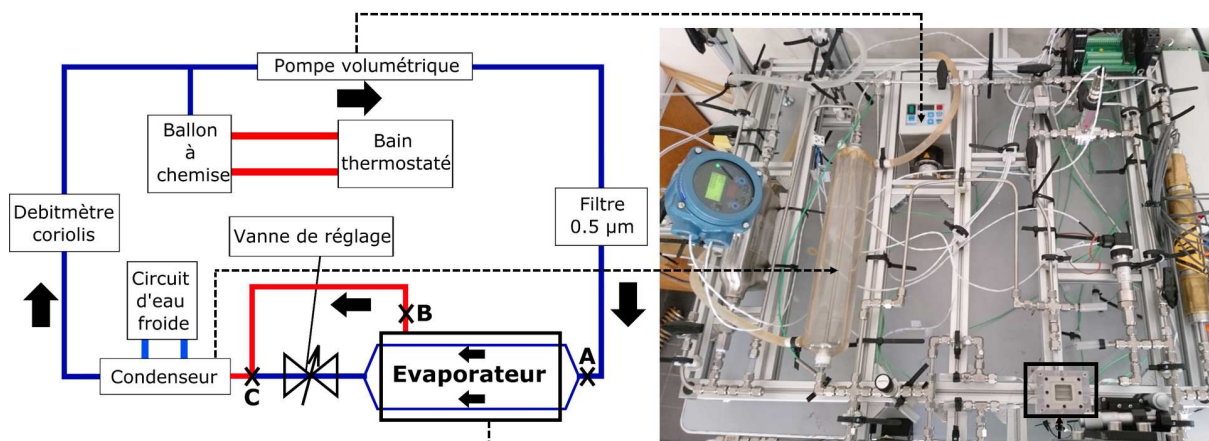 Pompe volumétrique
Ballon
à
chemise
Bain
thermostaté
Debitmètre
coriolis
Filtre
0.5 µm
Vanne de réglage
Circuit
d'eau
froide
B
A
Evaporateur
Condenseur
C